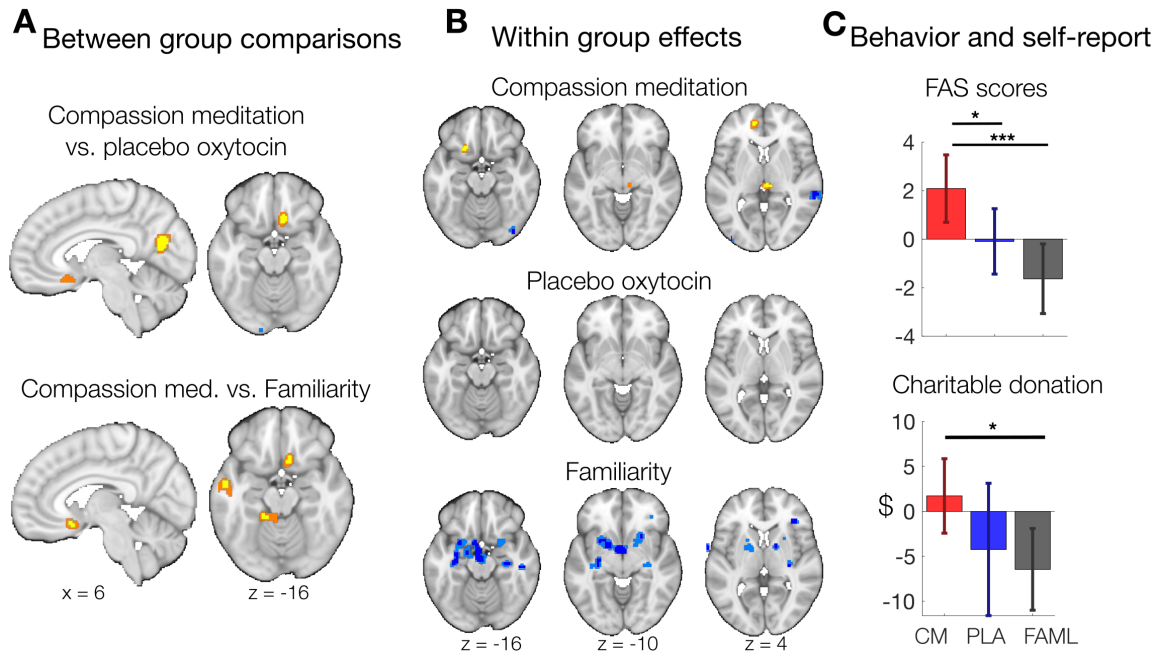 A Between group comparisons
Compassion meditation
vs. placebo oxytocin
Compassion med. vs. Familiarity
x = 6
z = -16
B Within group effects
Compassion meditation
Placebo oxytocin
Familiarity
z = -16
z = -10
z = 4
C Behavior and self-report
FAS scores
*
***
4
2
0
-2
-4
Charitable donation
*
10
5
$ 0
-5
-10
CM PLA FAML